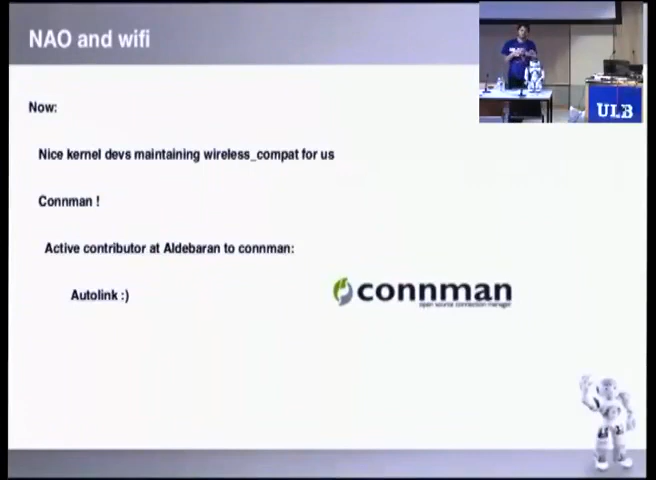 NAO and wifi
Now:
Nice kernel devs maintaining wireless_compat for us
Connman !
Active contributor at Aldebaran to connman:
Autolink :)
connman
open source connection manager
ULB